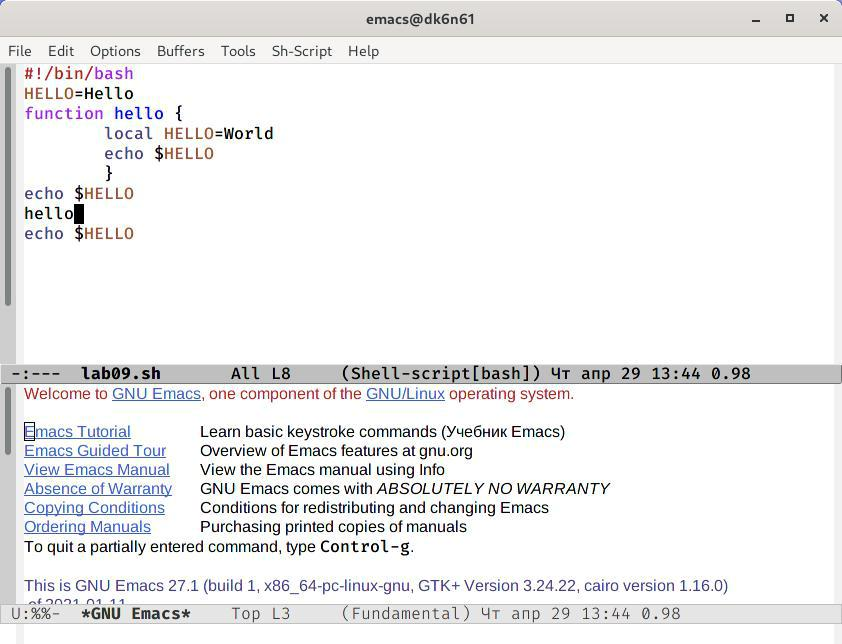 emacs@dk6n61
File Edit Options Buffers Tools Sh-Script Help
#!/bin/bash
HELLO=Hello
function hello {
        local HELLO=World
        echo $HELLO
        }
echo $HELLO
hello
echo $HELLO
-:--- lab09.sh All L8 (Shell-script[bash]) Чт апр 29 13:44 0.98
Welcome to GNU Emacs, one component of the GNU/Linux operating system.
Emacs Tutorial Learn basic keystroke commands (Учебник Emacs)
Emacs Guided Tour Overview of Emacs features at gnu.org
View Emacs Manual View the Emacs manual using Info
Absence of Warranty GNU Emacs comes with ABSOLUTELY NO WARRANTY
Copying Conditions Conditions for redistributing and changing Emacs
Ordering Manuals Purchasing printed copies of manuals
To quit a partially entered command, type Control-g.
This is GNU Emacs 27.1 (build 1, x86_64-pc-linux-gnu, GTK+ Version 3.24.22, cairo version 1.16.0)
of 2021-01-11
U:%%- *GNU Emacs* Top L3 (Fundamental) Чт апр 29 13:44 0.98